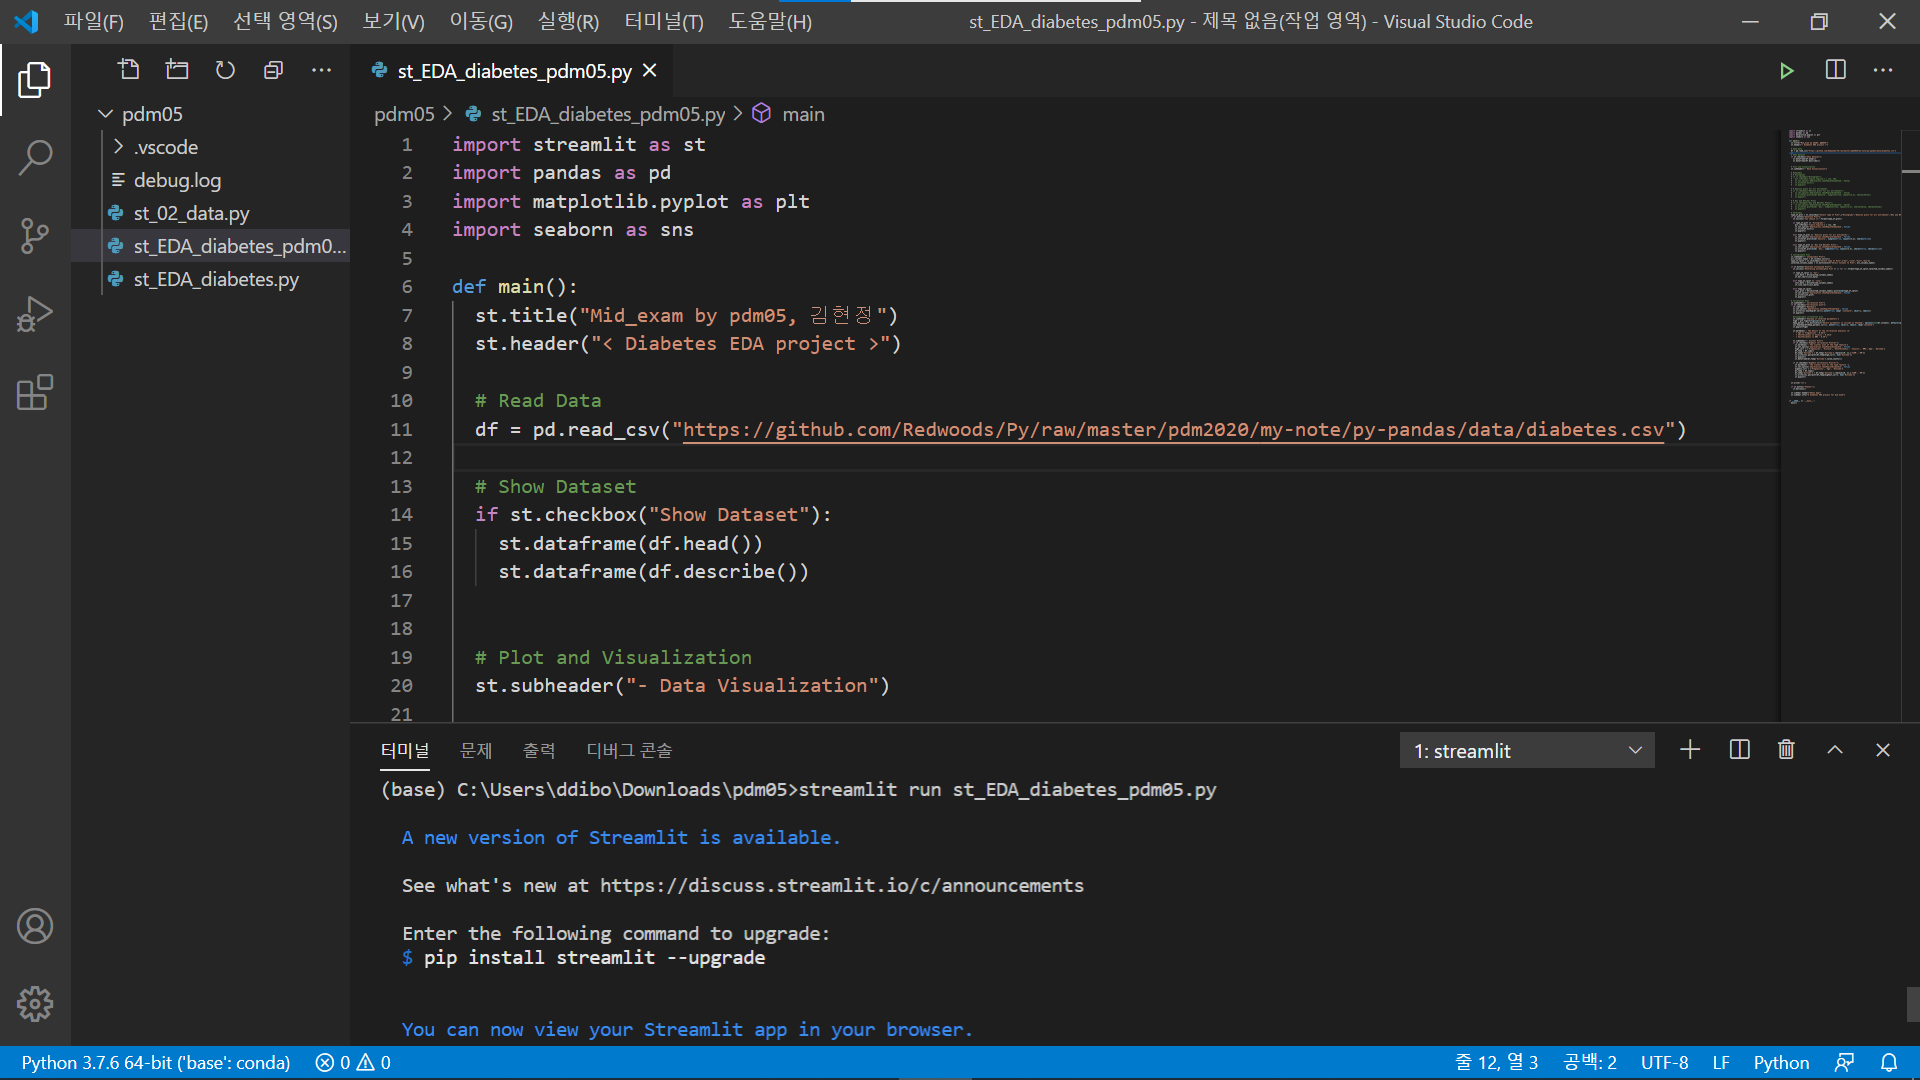 파일(F) 편집(E) 선택 영역(S) 보기(V) 이동(G) 실행(R) 터미널(T) 도움말(H) st_EDA_diabetes_pdm05.py - 제목 없음(작업 영역) - Visual Studio Code
pdm05
.vscode
debug.log
st_02_data.py
st_EDA_diabetes_pdm0...
st_EDA_diabetes.py
st_EDA_diabetes_pdm05.py
pdm05 > st_EDA_diabetes_pdm05.py > main
1 import streamlit as st
2 import pandas as pd
3 import matplotlib.pyplot as plt
4 import seaborn as sns
5
6 def main():
7 st.title("Mid_exam by pdm05, 김현정")
8 st.header("< Diabetes EDA project >")
9
10 # Read Data
11 df = pd.read_csv("https://github.com/Redwoods/Py/raw/master/pdm2020/my-note/py-pandas/data/diabetes.csv")
12
13 # Show Dataset
14 if st.checkbox("Show Dataset"):
15 st.dataframe(df.head())
16 st.dataframe(df.describe())
17
18
19 # Plot and Visualization
20 st.subheader("- Data Visualization")
21
터미널 문제 출력 디버그 콘솔 1: streamlit
(base) C:\Users\ddibo\Downloads\pdm05>streamlit run st_EDA_diabetes_pdm05.py
A new version of Streamlit is available.
See what's new at https://discuss.streamlit.io/c/announcements
Enter the following command to upgrade:
$ pip install streamlit --upgrade
You can now view your Streamlit app in your browser.
Python 3.7.6 64-bit ('base': conda) 0 0 줄 12, 열 3 공백: 2 UTF-8 LF Python